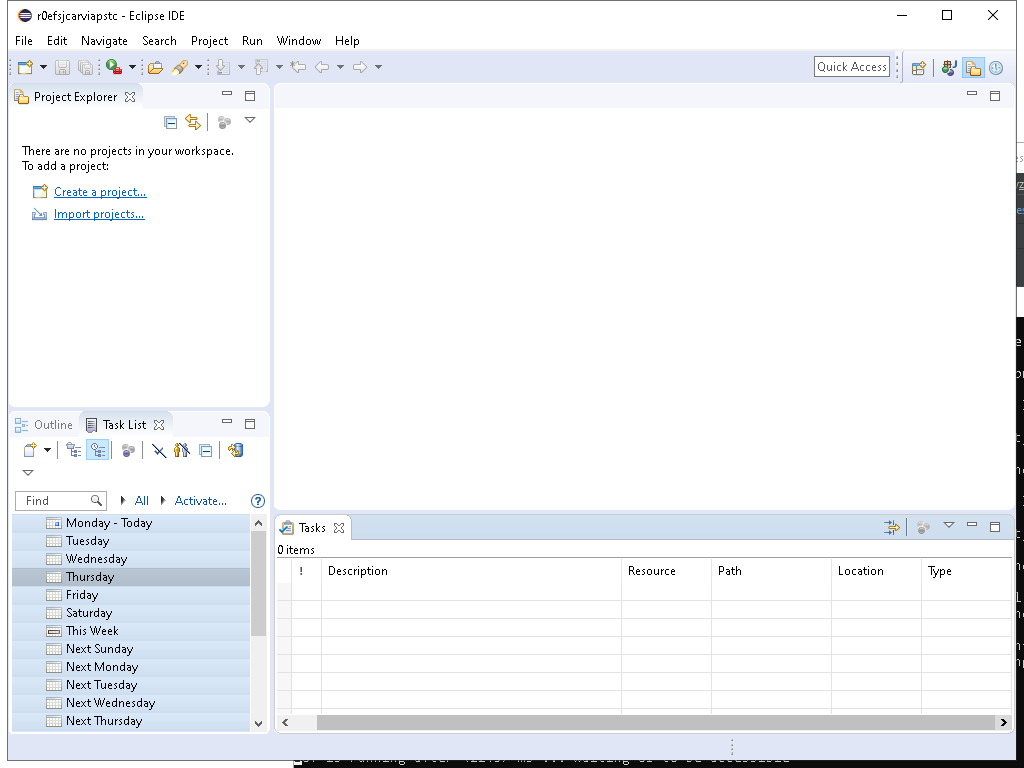 r0efsjcarviapstc - Eclipse IDE
File Edit Navigate Search Project Run Window Help
Quick Access
Project Explorer
There are no projects in your workspace.
To add a project:
Create a project...
Import projects...
Outline Task List
Find All Activate...
Monday - Today
Tuesday
Wednesday
Thursday
Friday
Saturday
This Week
Next Sunday
Next Monday
Next Tuesday
Next Wednesday
Next Thursday
Tasks
0 items
! Description Resource Path Location Type